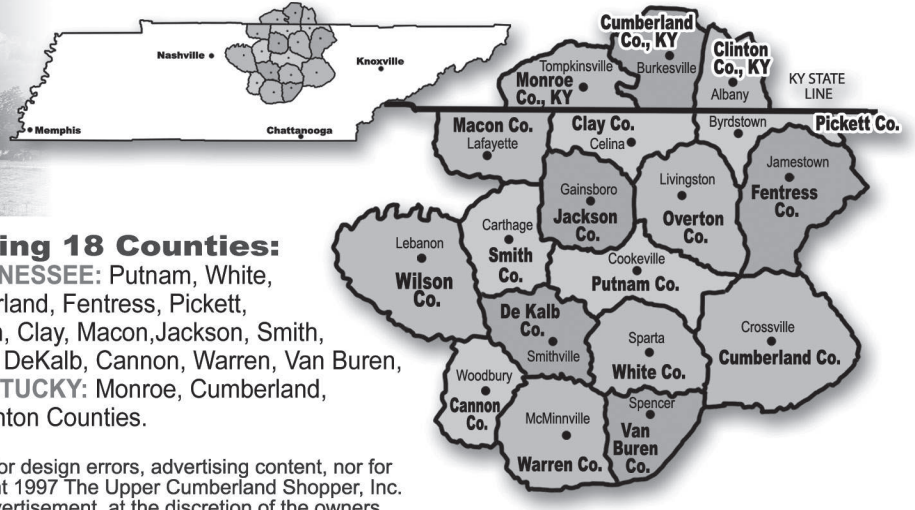 Nashville
Knoxville
Memphis
Chattanooga
Cumberland
Co., KY
Burkesville
Clinton
Co., KY
Albany
Tompkinsville
Monroe
Co., KY
KY STATE
LINE
Macon Co.
Lafayette
Clay Co.
Celina
Byrdstown
Pickett Co.
Gainsboro
Jackson
Co.
Livingston
Overton
Co.
Jamestown
Fentress
Co.
Lebanon
Wilson
Co.
Carthage
Smith
Co.
Cookeville
Putnam Co.
De Kalb
Co.
Smithville
Sparta
White Co.
Crossville
Cumberland Co.
Woodbury
Cannon
Co.
McMinnville
Warren Co.
Spencer
Van
Buren
Co.
ing 18 Counties:
NESSEE: Putnam, White,
rland, Fentress, Pickett,
n, Clay, Macon,Jackson, Smith,
DeKalb, Cannon, Warren, Van Buren,
TUCKY: Monroe, Cumberland,
nton Counties.
or design errors, advertising content, nor for
nt 1997 The Upper Cumberland Shopper, Inc.
vertisement, at the discretion of the owners